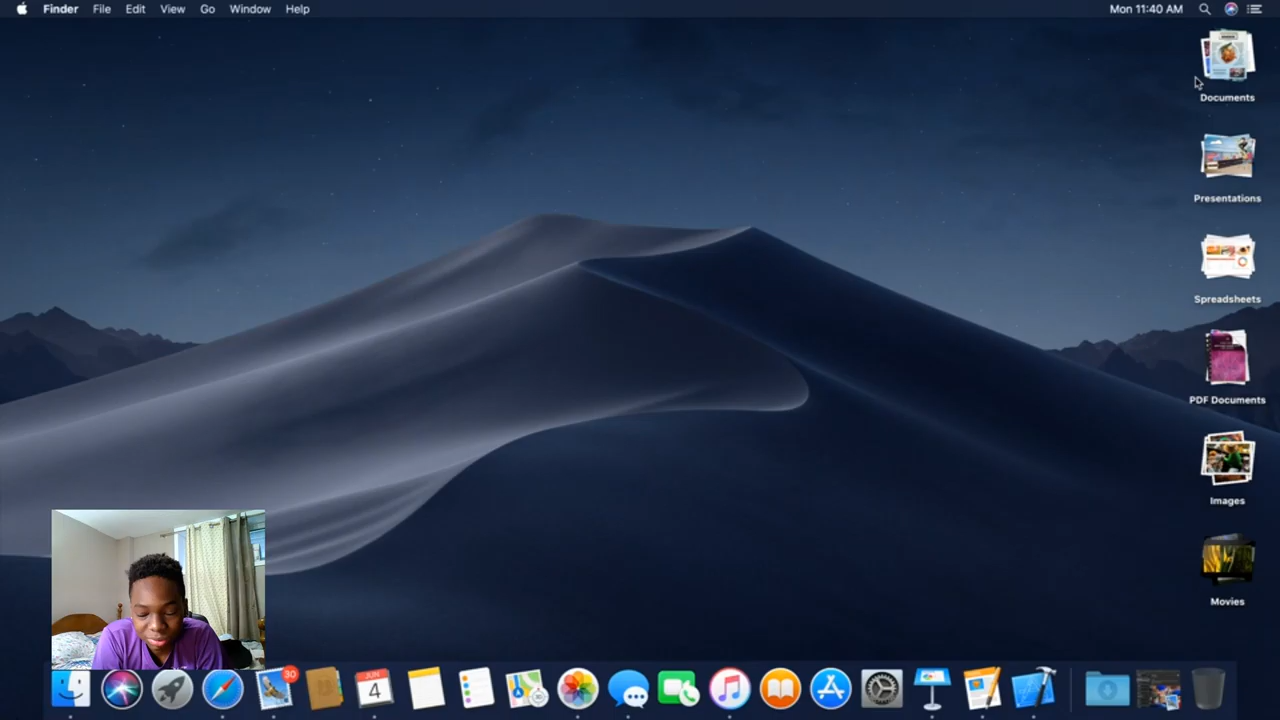 Finder File Edit View Go Window Help Mon 11:40 AM
Documents
Presentations
Spreadsheets
PDF Documents
Images
Movies
30
JUN
4